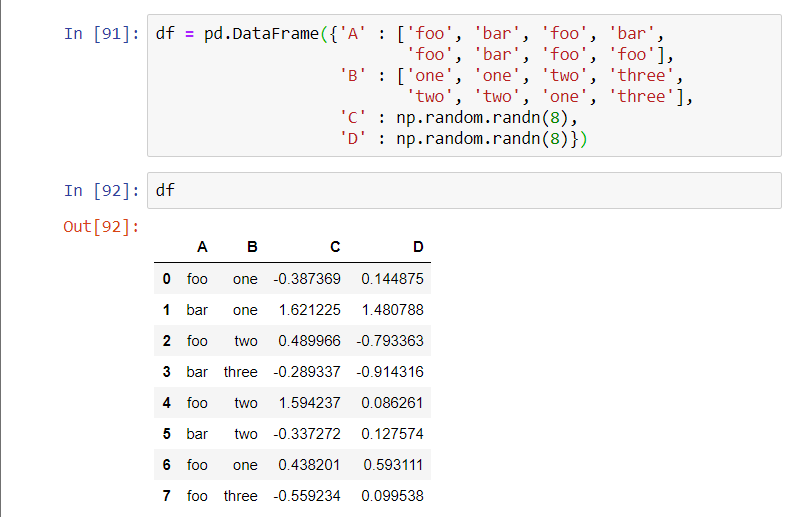 In [91]: df = pd.DataFrame({'A' : ['foo', 'bar', 'foo', 'bar',
'foo', 'bar', 'foo', 'foo'],
'B' : ['one', 'one', 'two', 'three',
'two', 'two', 'one', 'three'],
'C' : np.random.randn(8),
'D' : np.random.randn(8)})
In [92]: df
Out[92]:
A B C D
0 foo one -0.387369 0.144875
1 bar one 1.621225 1.480788
2 foo two 0.489966 -0.793363
3 bar three -0.289337 -0.914316
4 foo two 1.594237 0.086261
5 bar two -0.337272 0.127574
6 foo one 0.438201 0.593111
7 foo three -0.559234 0.099538